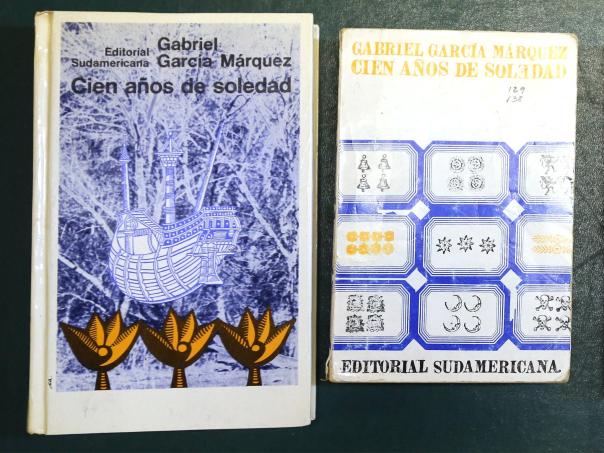 Editorial
Sudamericana
Gabriel
García Márquez
Cien años de soledad
GABRIEL GARCÍA MÁRQUEZ
CIEN AÑOS DE SOLƎDAD
129
138
EDITORIAL SUDAMERICANA